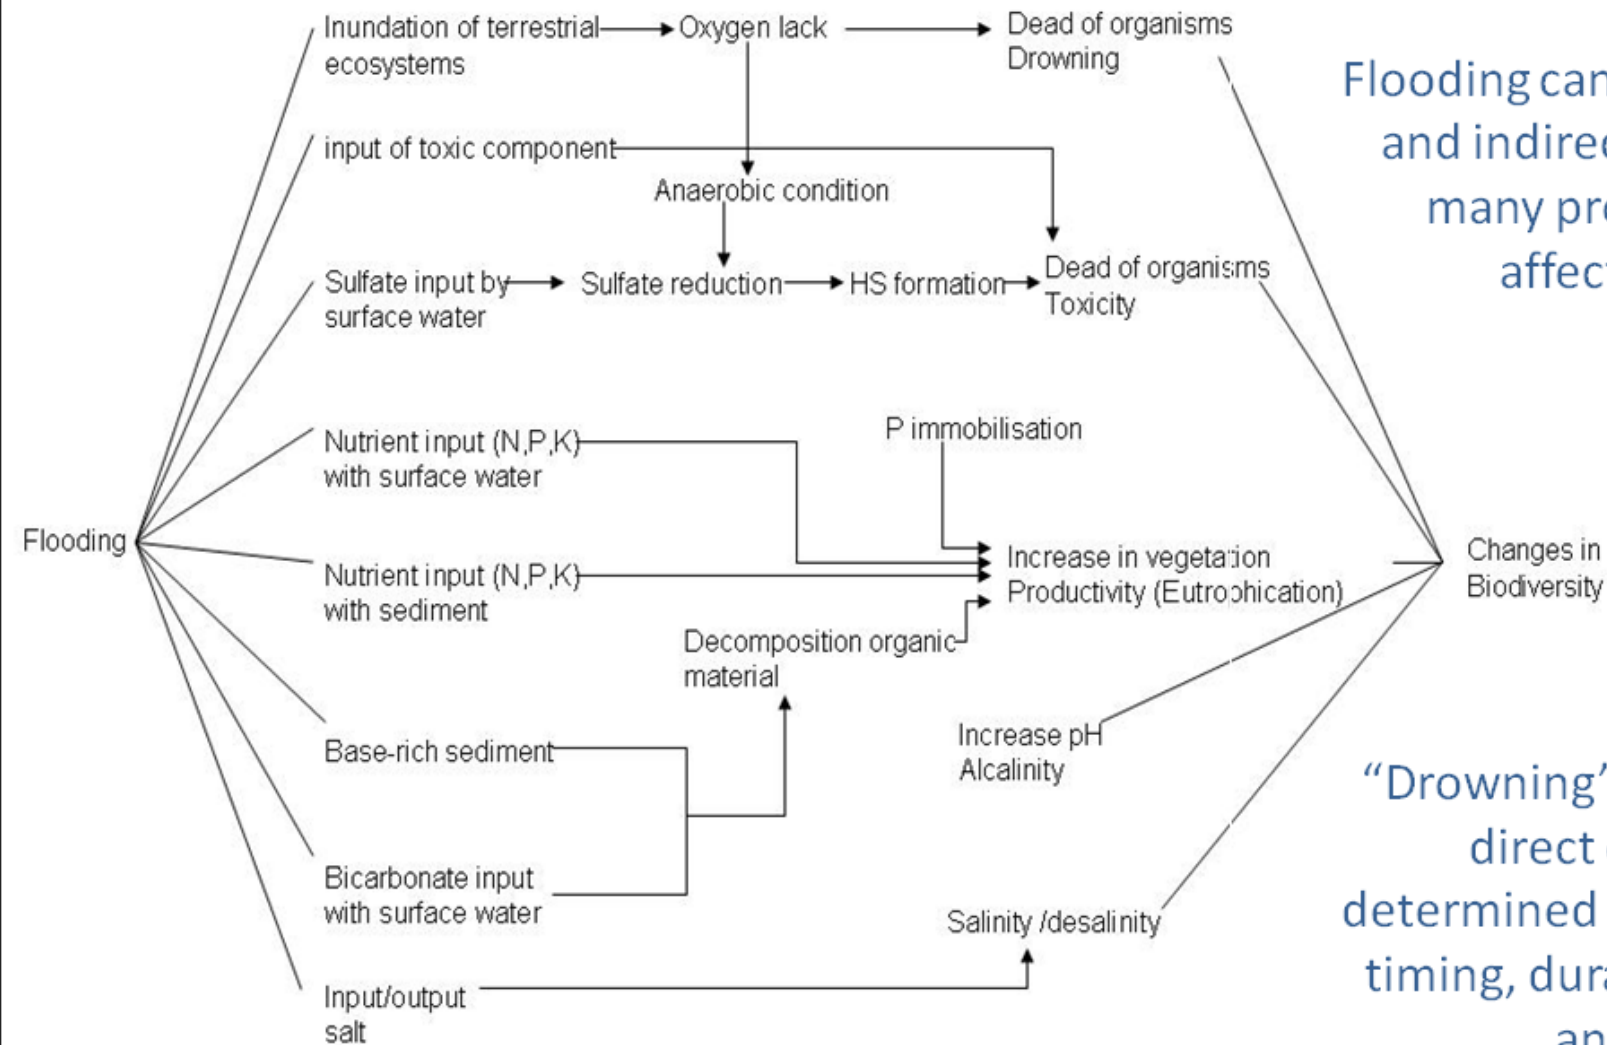 Inundation of terrestrial
ecosystems
Oxygen lack
Dead of organisms
Drowning
Flooding can
and indire
many pr
affec
input of toxic component
Anaerobic condition
Sulfate input by
surface water
Sulfate reduction
HS formation
Dead of organisms
Toxicity
Nutrient input (N,P,K)
with surface water
P immobilisation
Flooding
Nutrient input (N,P,K)
with sediment
Increase in vegetation
Productivity (Eutrophication)
Changes in
Biodiversity
Decomposition organic
material
Base-rich sediment
Increase pH
Alcalinity
"Drowning"
direct
determined
timing, dura
an
Bicarbonate input
with surface water
Salinity /desalinity
Input/output
salt